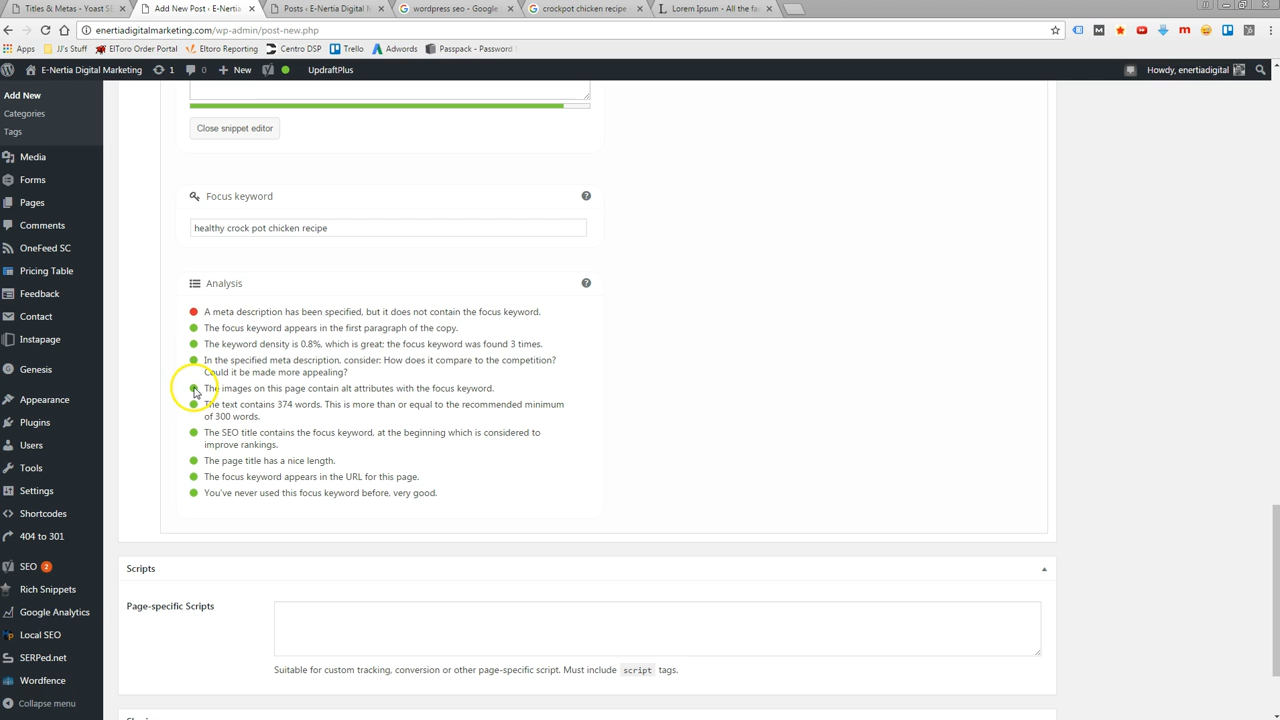 Titles & Metas - Yoast S
Add New Post ‹ E-Nertia
Posts ‹ E-Nertia Digital M
wordpress seo - Google
crockpot chicken recipe
Lorem Ipsum - All the fa
enertiadigitalmarketing.com/wp-admin/post-new.php
Apps JJ's Stuff ElToro Order Portal Eltoro Reporting Centro DSP Trello Adwords Passpack - Password
E-Nertia Digital Marketing 1 0 + New UpdraftPlus Howdy, enertiadigital
Add New
Categories
Tags
Media
Forms
Pages
Comments
OneFeed SC
Pricing Table
Feedback
Contact
Instapage
Genesis
Appearance
Plugins
Users
Tools
Settings
Shortcodes
404 to 301
SEO 2
Rich Snippets
Google Analytics
Local SEO
SERPed.net
Wordfence
Collapse menu
Close snippet editor
Focus keyword
healthy crock pot chicken recipe
Analysis
A meta description has been specified, but it does not contain the focus keyword.
The focus keyword appears in the first paragraph of the copy.
The keyword density is 0.8%, which is great; the focus keyword was found 3 times.
In the specified meta description, consider: How does it compare to the competition?
Could it be made more appealing?
The images on this page contain alt attributes with the focus keyword.
The text contains 374 words. This is more than or equal to the recommended minimum
of 300 words.
The SEO title contains the focus keyword, at the beginning which is considered to
improve rankings.
The page title has a nice length.
The focus keyword appears in the URL for this page.
You've never used this focus keyword before, very good.
Scripts
Page-specific Scripts
Suitable for custom tracking, conversion or other page-specific script. Must include script tags.